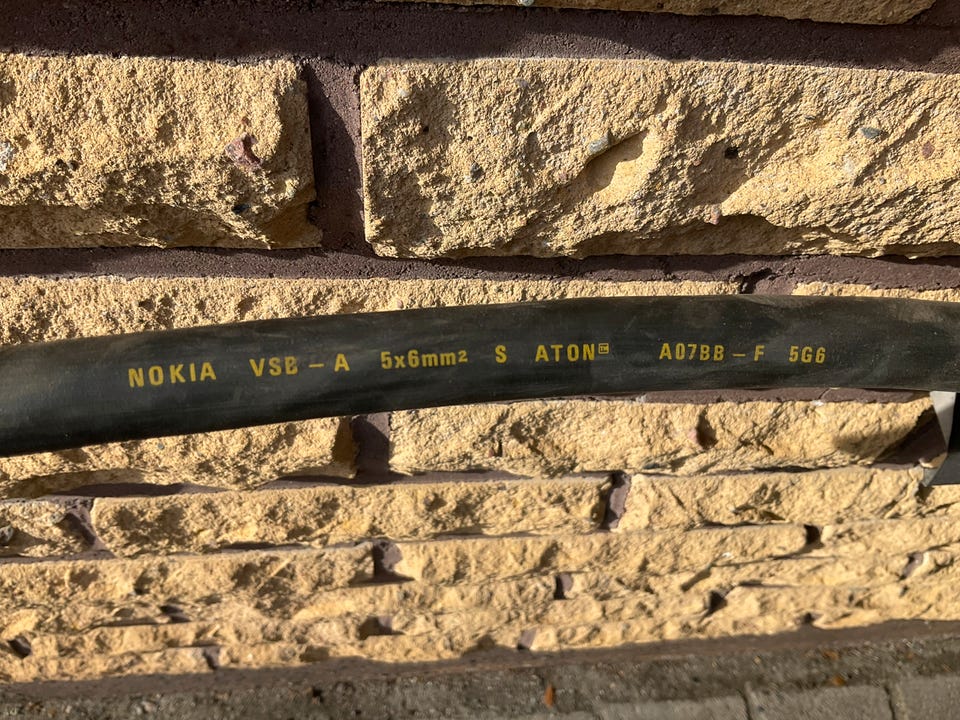 NOKIA VSB-A 5x6mm² S ATON™ A07BB-F 5G6